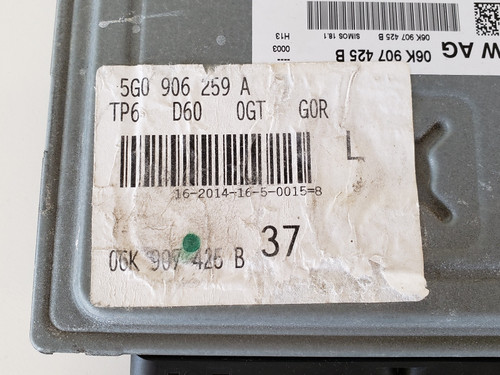 5G0 906 259 A
TP6 D60 0GT G0R
L
16-2014-16-5-0015=8
06K 907 425 B 37
W AG
06K 907 425 B
06K 907 425 B
SIMOS 18.1
0003
H13